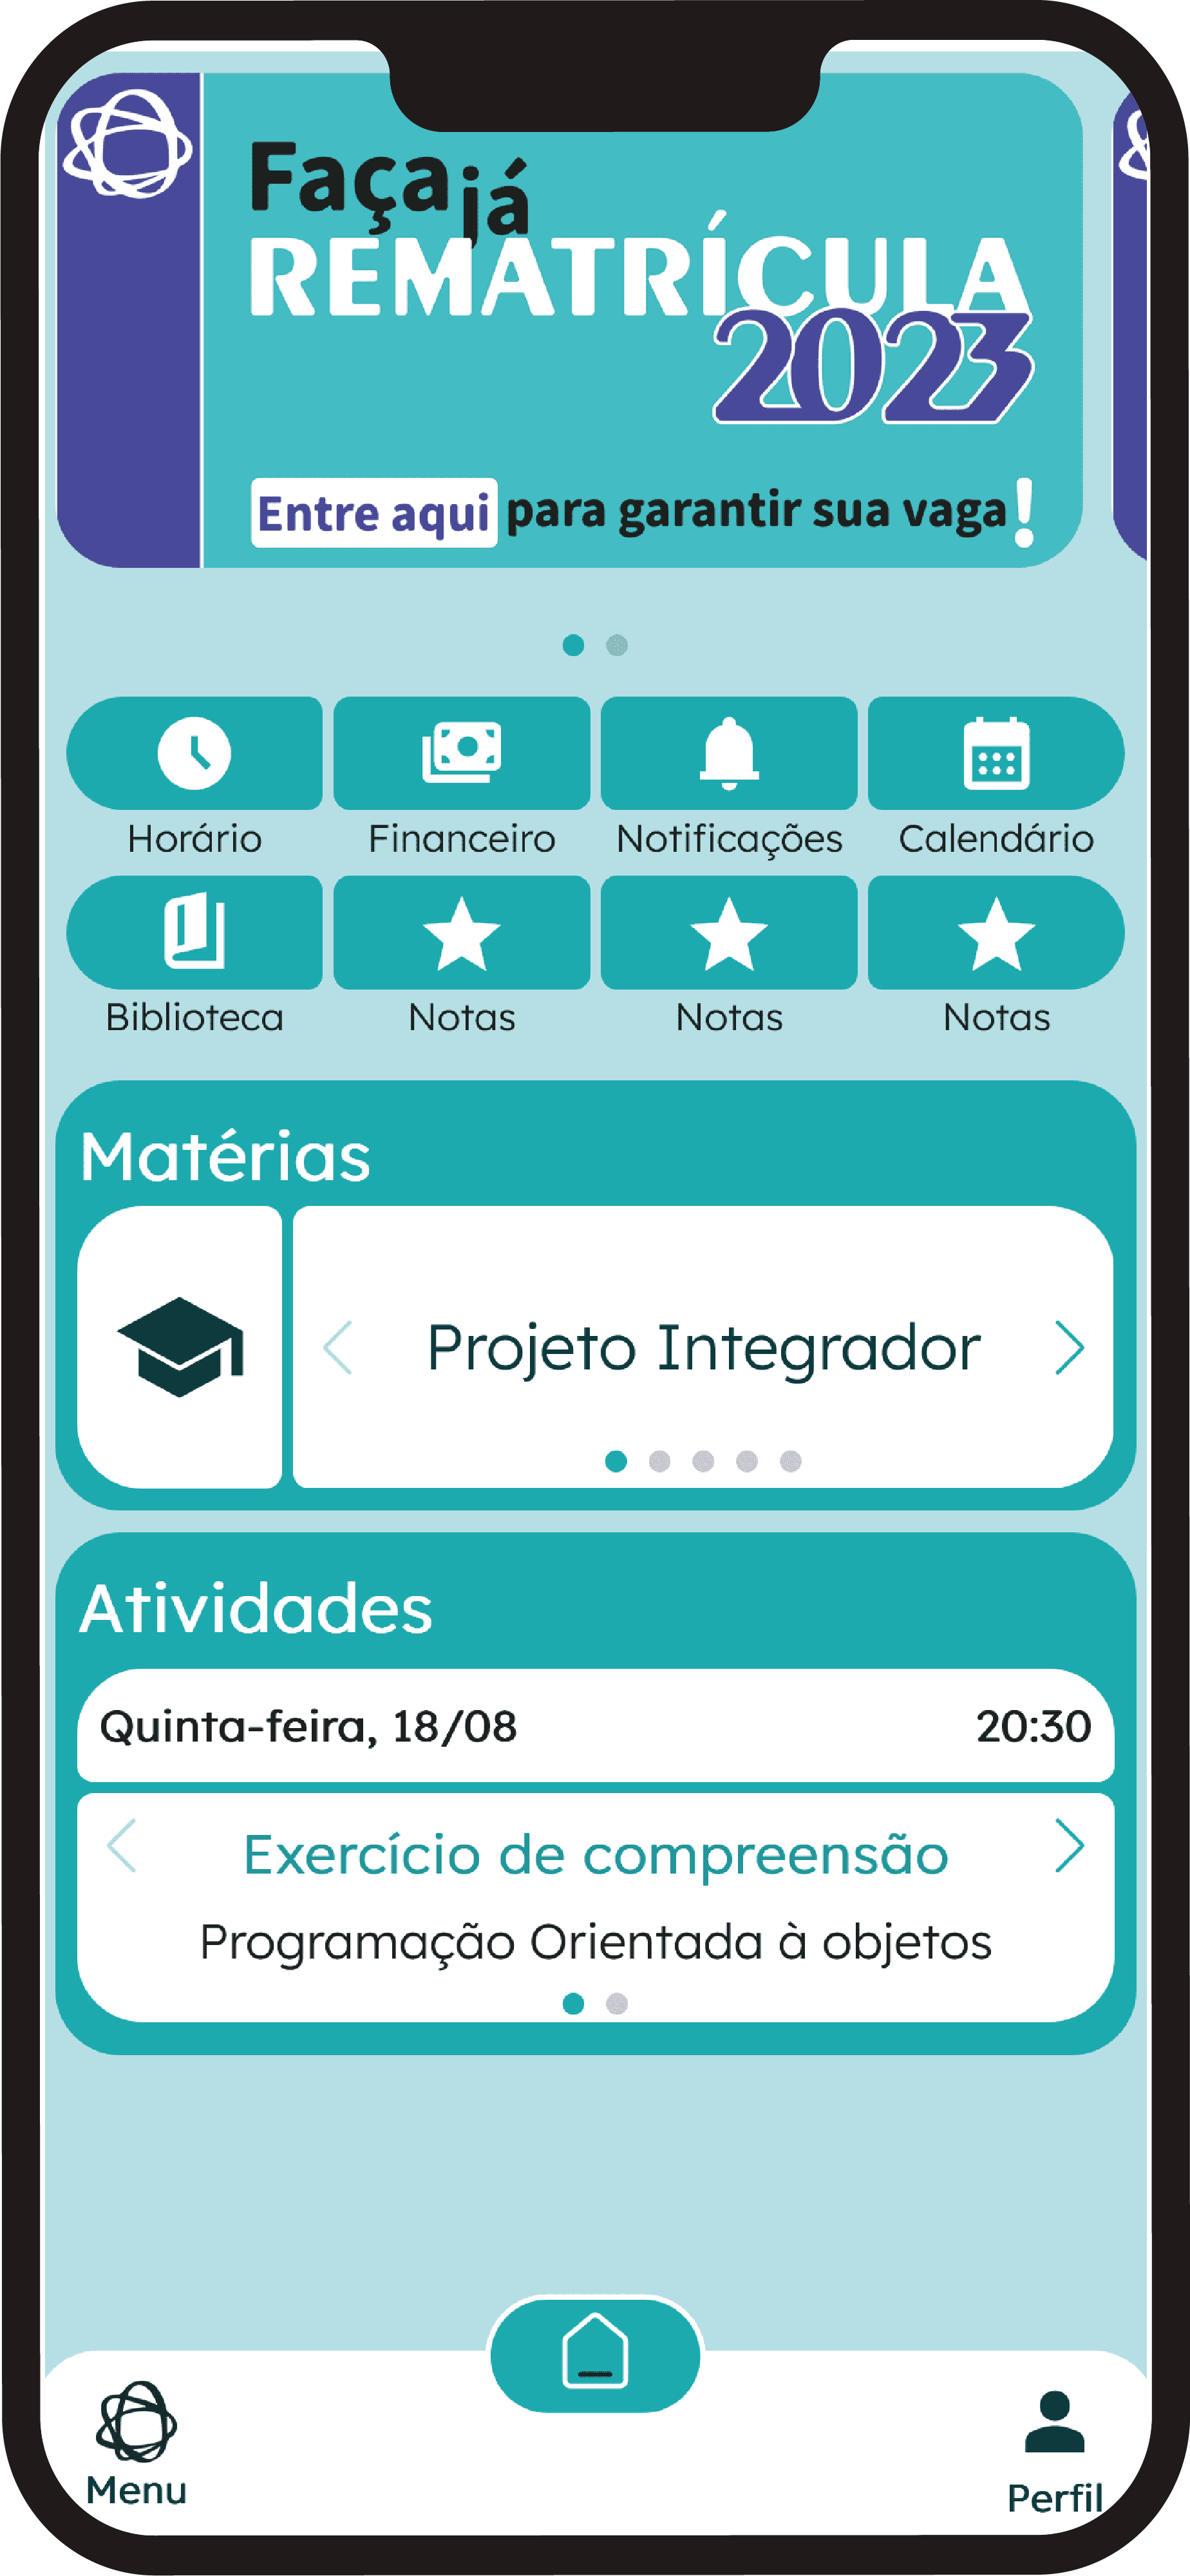 Faça já
REMATRÍCULA
2023
Entre aqui para garantir sua vaga!
Horário Financeiro Notificações Calendário
Biblioteca Notas Notas Notas
Matérias
Projeto Integrador
Atividades
Quinta-feira, 18/08 20:30
Exercício de compreensão
Programação Orientada à objetos
Menu Perfil